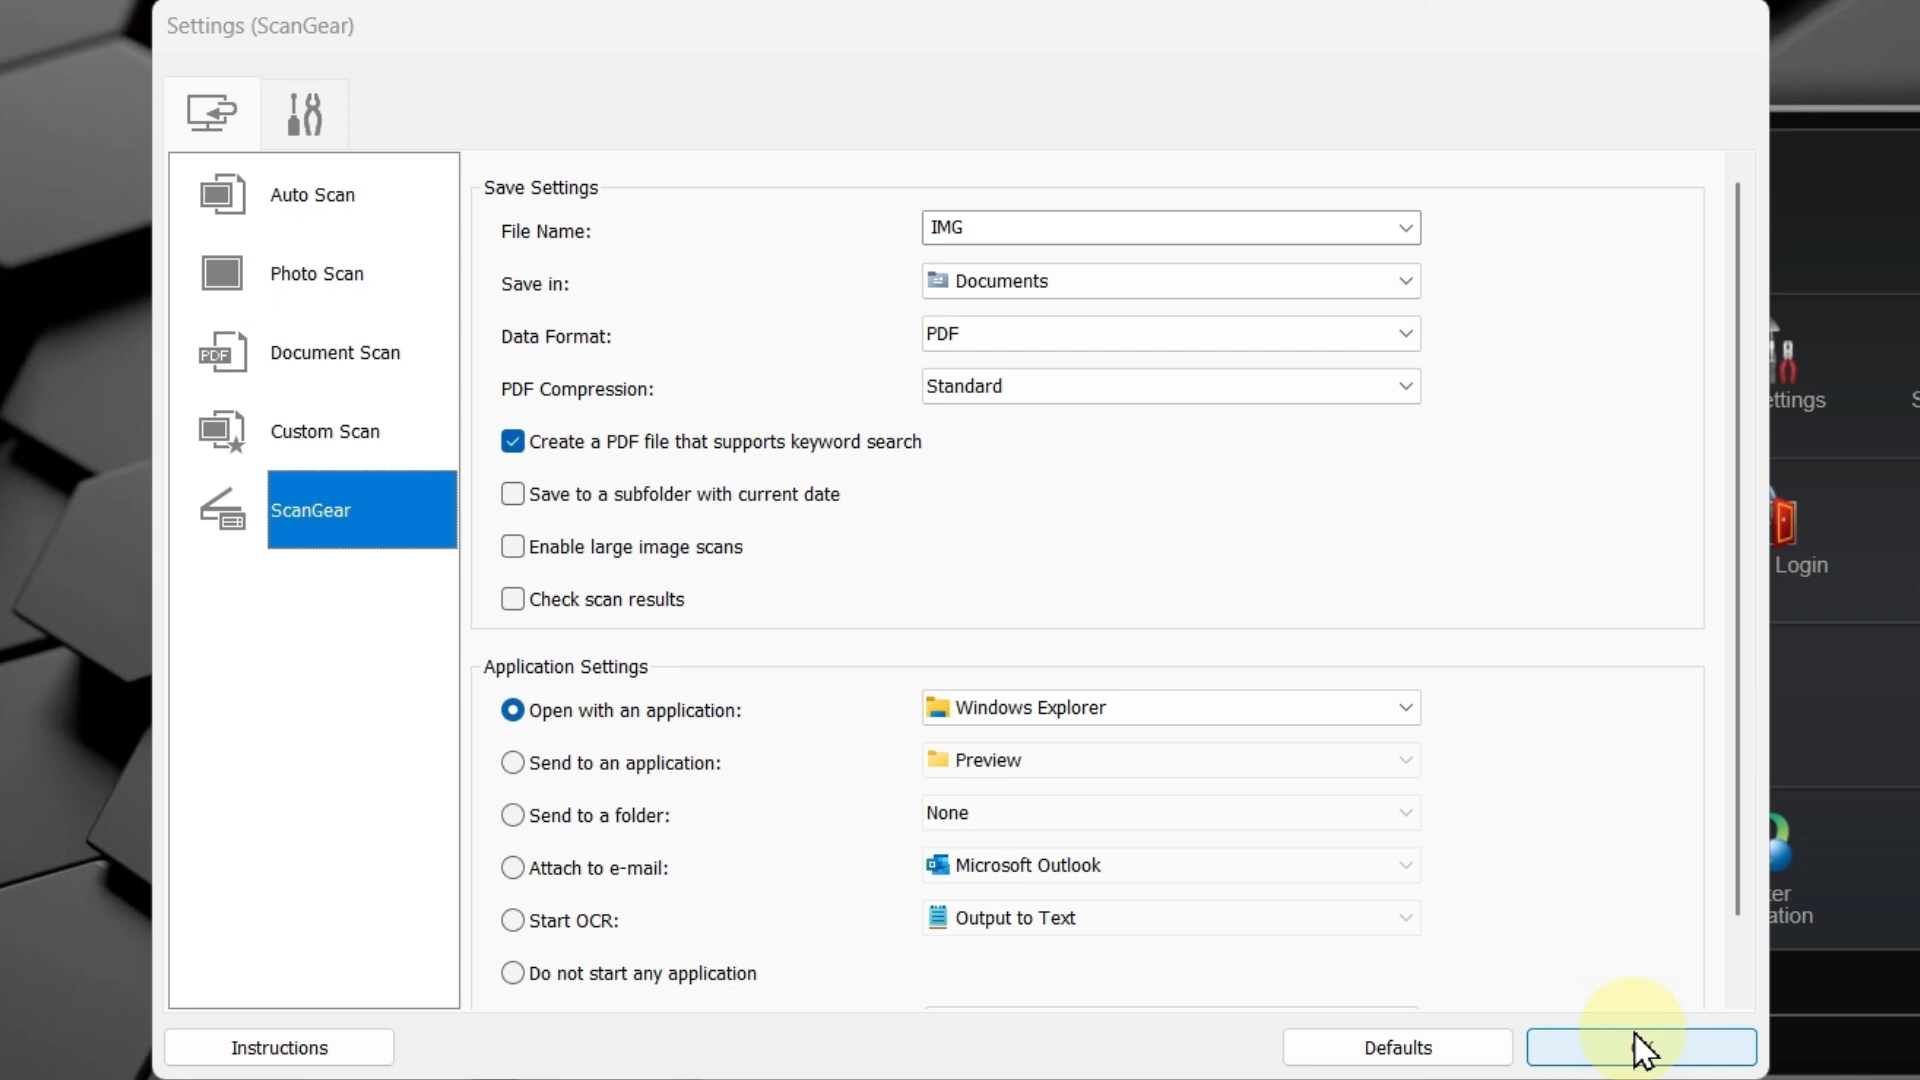 Settings (ScanGear)
Auto Scan
Photo Scan
PDF
Document Scan
Custom Scan
ScanGear
Save Settings
File Name:
IMG
Save in:
Documents
Data Format:
PDF
PDF Compression:
Standard
Create a PDF file that supports keyword search
Save to a subfolder with current date
Enable large image scans
Check scan results
Application Settings
Open with an application:
Windows Explorer
Send to an application:
Preview
Send to a folder:
None
Attach to e-mail:
Microsoft Outlook
Start OCR:
Output to Text
Do not start any application
Instructions
Defaults
Login